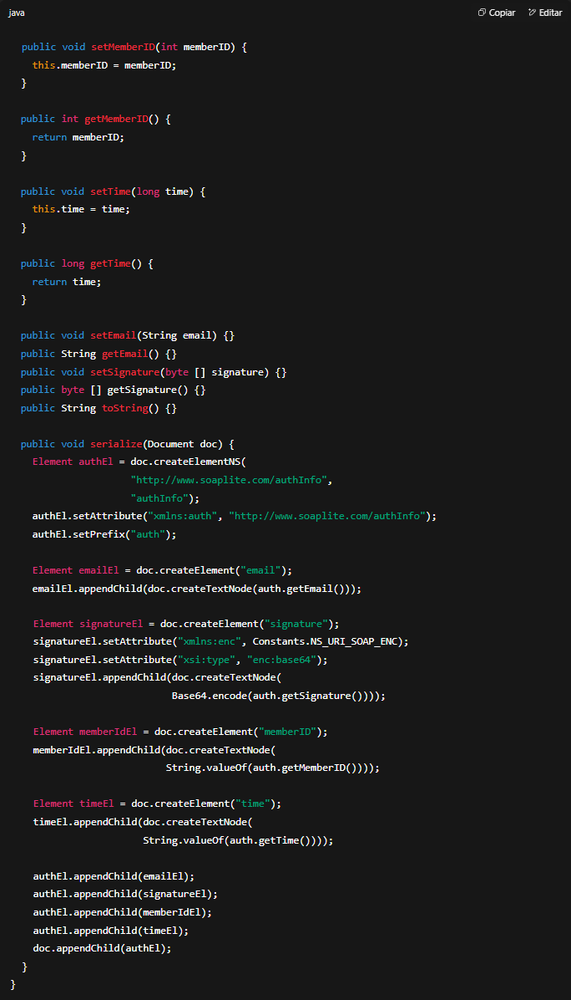 java
Copiar
Editar
public void setMemberID(int memberID) {
this.memberID = memberID;
}
public int getMemberID() {
return memberID;
}
public void setTime(long time) {
this.time = time;
}
public long getTime() {
return time;
}
public void setEmail(String email) {}
public String getEmail() {}
public void setSignature(byte [] signature) {}
public byte [] getSignature() {}
public String toString() {}
public void serialize(Document doc) {
Element authEl = doc.createElementNS(
"http://www.soaplite.com/authInfo",
"authInfo");
authEl.setAttribute("xmlns:auth", "http://www.soaplite.com/authInfo");
authEl.setPrefix("auth");
Element emailEl = doc.createElement("email");
emailEl.appendChild(doc.createTextNode(auth.getEmail()));
Element signatureEl = doc.createElement("signature");
signatureEl.setAttribute("xmlns:enc", Constants.NS_URI_SOAP_ENC);
signatureEl.setAttribute("xsi:type", "enc:base64");
signatureEl.appendChild(doc.createTextNode(
Base64.encode(auth.getSignature())));
Element memberIdEl = doc.createElement("memberID");
memberIdEl.appendChild(doc.createTextNode(
String.valueOf(auth.getMemberID())));
Element timeEl = doc.createElement("time");
timeEl.appendChild(doc.createTextNode(
String.valueOf(auth.getTime())));
authEl.appendChild(emailEl);
authEl.appendChild(signatureEl);
authEl.appendChild(memberIdEl);
authEl.appendChild(timeEl);
doc.appendChild(authEl);
}
}